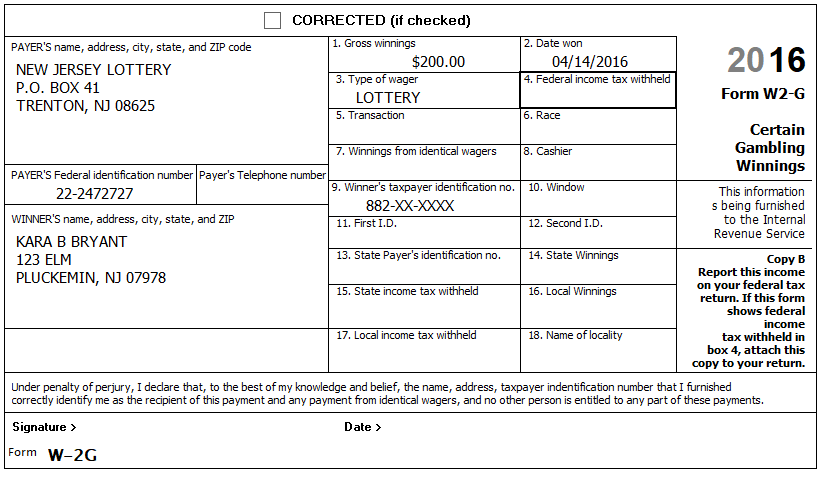 CORRECTED (if checked)
PAYER'S name, address, city, state, and ZIP code
NEW JERSEY LOTTERY
P.O. BOX 41
TRENTON, NJ 08625
1. Gross winnings
$200.00
2. Date won
04/14/2016
3. Type of wager
LOTTERY
4. Federal income tax withheld
5. Transaction
6. Race
7. Winnings from identical wagers
8. Cashier
PAYER'S Federal identification number
22-2472727
Payer's Telephone number
9. Winner's taxpayer identification no.
882-XX-XXXX
10. Window
WINNER'S name, address, city, state, and ZIP
KARA B BRYANT
123 ELM
PLUCKEMIN, NJ 07978
11. First I.D.
12. Second I.D.
13. State Payer's identification no.
14. State Winnings
15. State income tax withheld
16. Local Winnings
17. Local income tax withheld
18. Name of locality
2016
Form W2-G
Certain
Gambling
Winnings
This information
s being furnished
to the Internal
Revenue Service
Copy B
Report this income
on your federal tax
return. If this form
shows federal
income
tax withheld in
box 4, attach this
copy to your return.
Under penalty of perjury, I declare that, to the best of my knowledge and belief, the name, address, taxpayer indentification number that I furnished
correctly identify me as the recipient of this payment and any payment from identical wagers, and no other person is entitled to any part of these payments.
Signature >
Date >
Form W-2G